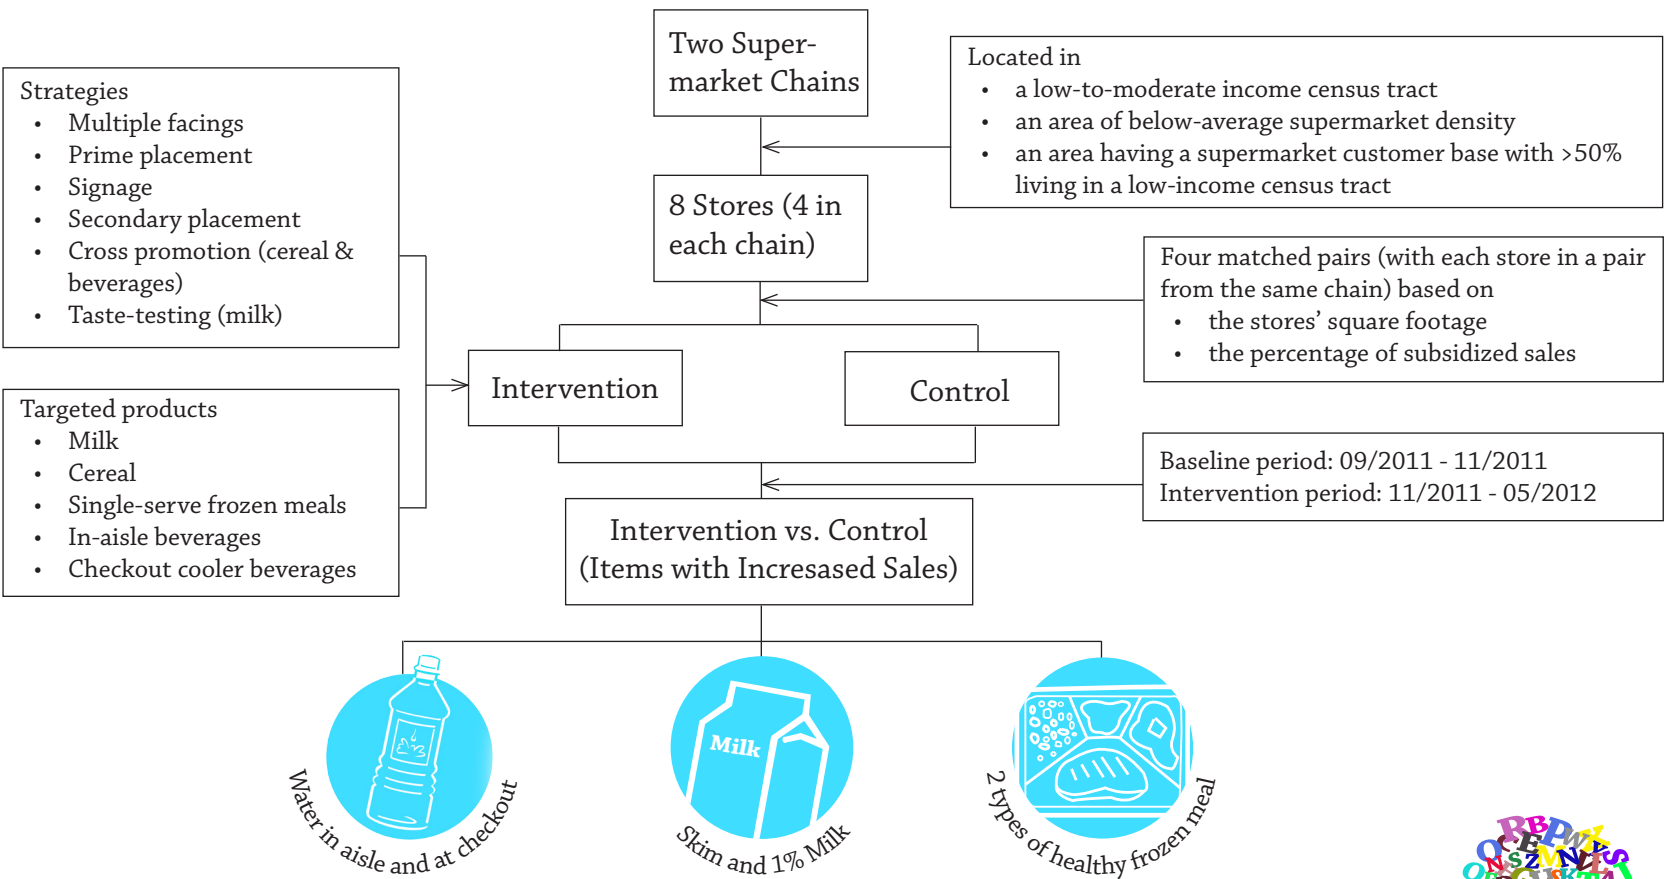 Two Super-
market Chains
Located in
• a low-to-moderate income census tract
• an area of below-average supermarket density
• an area having a supermarket customer base with >50%
living in a low-income census tract
Strategies
• Multiple facings
• Prime placement
• Signage
• Secondary placement
• Cross promotion (cereal &
beverages)
• Taste-testing (milk)
8 Stores (4 in
each chain)
Four matched pairs (with each store in a pair
from the same chain) based on
• the stores’ square footage
• the percentage of subsidized sales
Intervention
Control
Targeted products
• Milk
• Cereal
• Single-serve frozen meals
• In-aisle beverages
• Checkout cooler beverages
Baseline period: 09/2011 - 11/2011
Intervention period: 11/2011 - 05/2012
Intervention vs. Control
(Items with Incresased Sales)
Milk
Water in aisle and at checkout
Skim and 1% Milk
2 types of healthy frozen meal